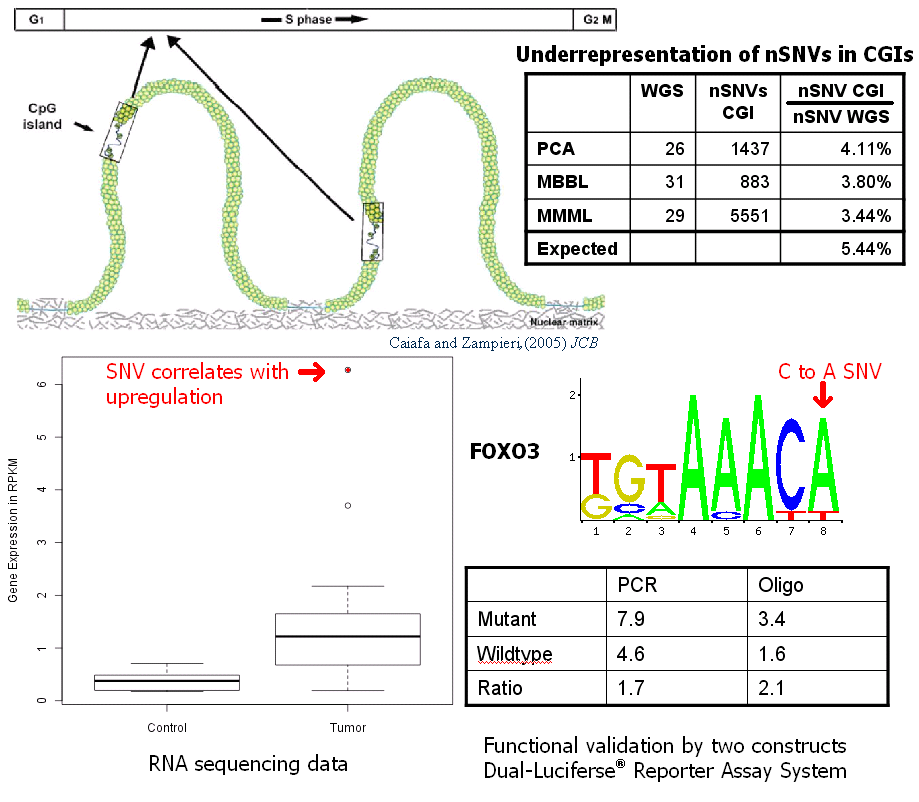 G1
S phase
G2 M
CpG
island
Nuclear matrix
Caiafa and Zampieri,(2005) JCB
Underrepresentation of nSNVs in CGIs
WGS nSNVs CGI nSNV CGI nSNV WGS
PCA 26 1437 4.11%
MBBL 31 883 3.80%
MMML 29 5551 3.44%
Expected 5.44%
Gene Expression in RPKM
6
5
4
3
2
1
0
SNV correlates with
upregulation
Control Tumor
RNA sequencing data
C to A SNV
FOXO3
2
1
T G T A A A C A
G C A C T T
A G
1 2 3 4 5 6 7 8
PCR Oligo
Mutant 7.9 3.4
Wildtype 4.6 1.6
Ratio 1.7 2.1
Functional validation by two constructs
Dual-Luciferse® Reporter Assay System